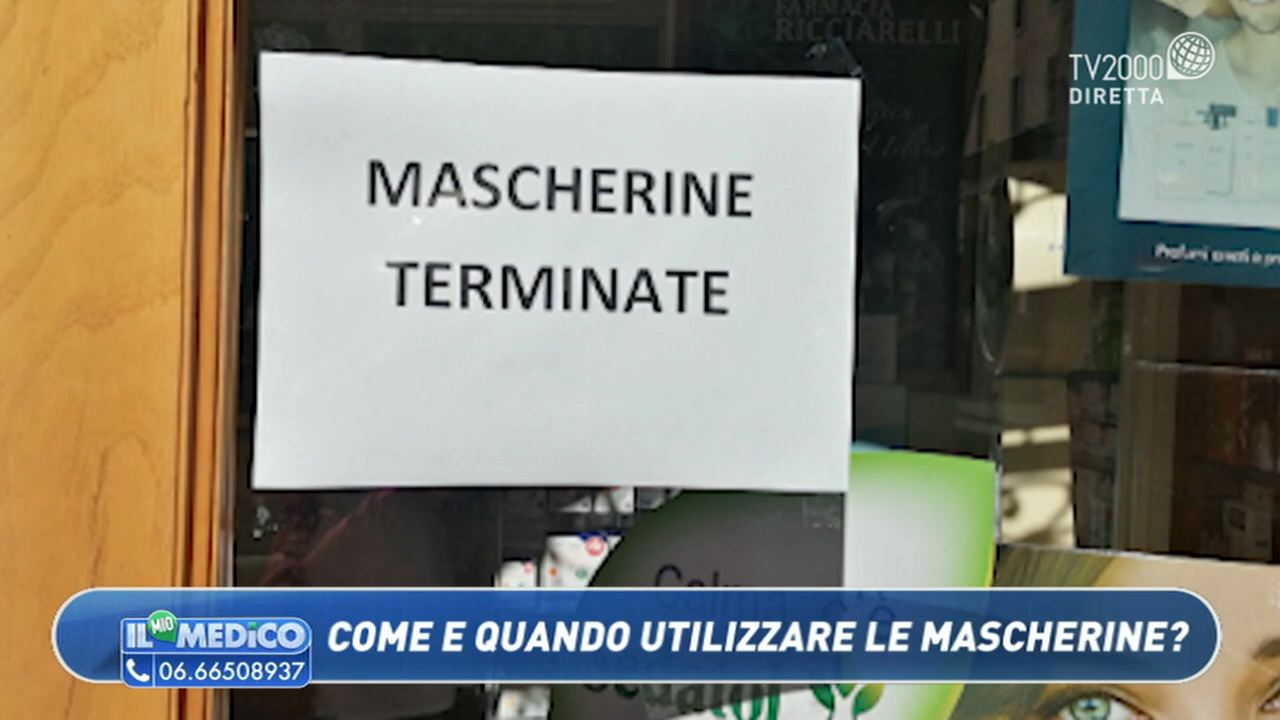 FARMACIA
RICCIARELLI
TV2000
DIRETTA
MASCHERINE
TERMINATE
IL MIO MEDICO
06.66508937
COME E QUANDO UTILIZZARE LE MASCHERINE?